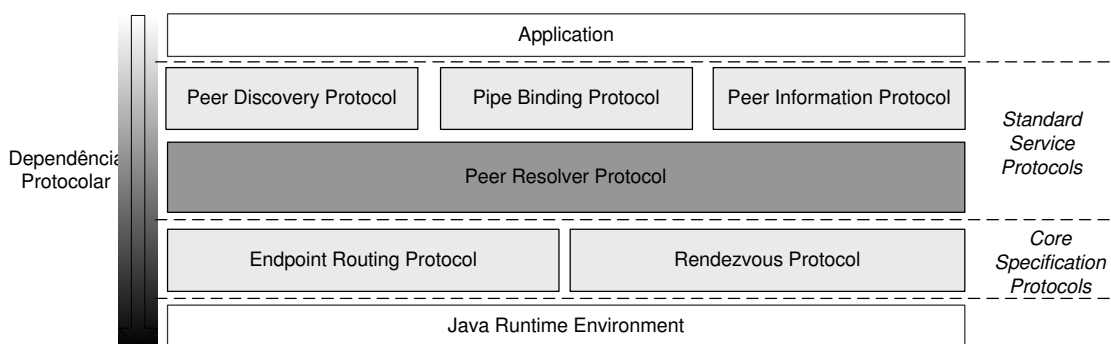 Application
Peer Discovery Protocol
Pipe Binding Protocol
Peer Information Protocol
Standard
Service
Protocols
Dependência
Protocolar
Peer Resolver Protocol
Endpoint Routing Protocol
Rendezvous Protocol
Core
Specification
Protocols
Java Runtime Environment